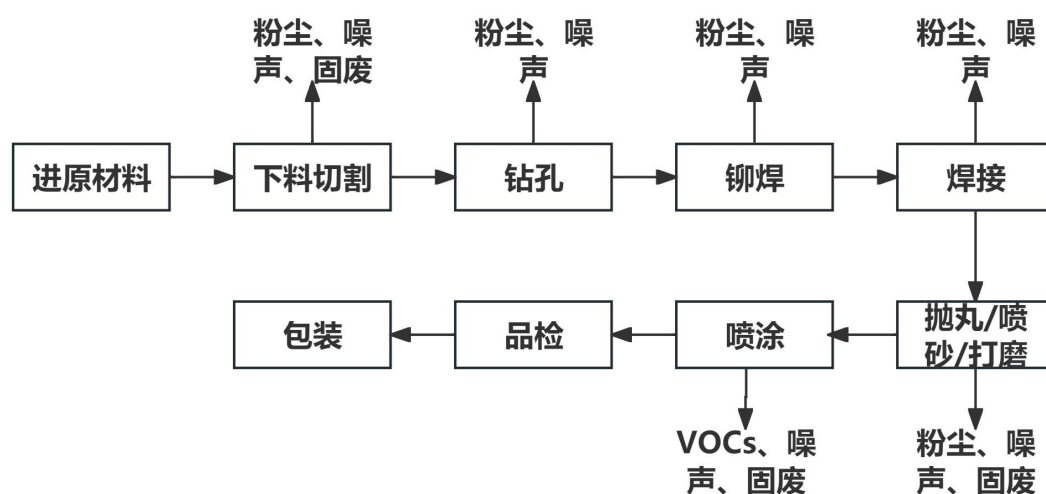 粉尘、噪
声、固废
粉尘、噪
声
粉尘、噪
声
粉尘、噪
声
进原材料
下料切割
钻孔
铆焊
焊接
包装
品检
喷涂
抛丸/喷
砂/打磨
VOCs、噪
声、固废
粉尘、噪
声、固废